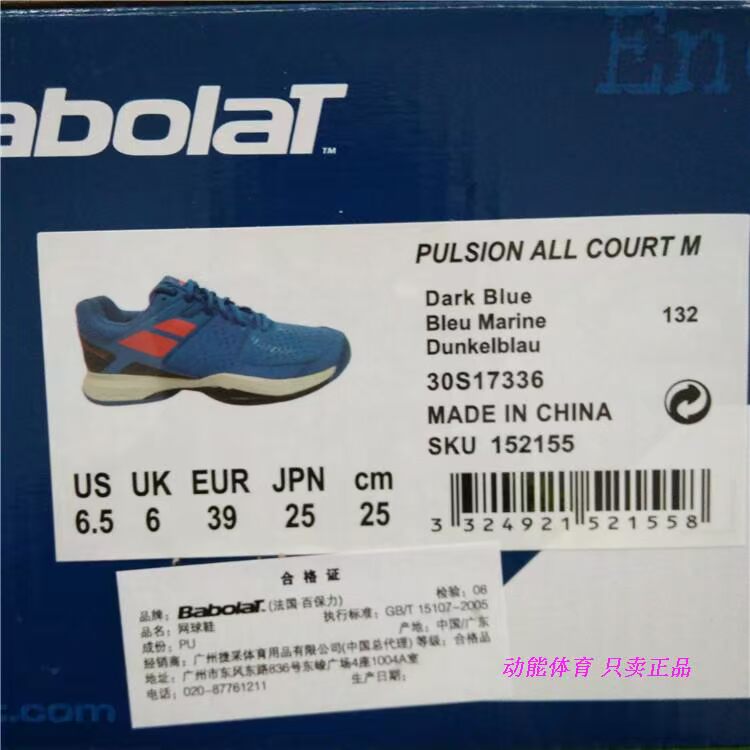 En
abolaT™
PULSION ALL COURT M
Dark Blue
Bleu Marine 132
Dunkelblau
30S17336
MADE IN CHINA
SKU 152155
US UK EUR JPN cm
6.5 6 39 25 25
3 324921 521558
合格证
品牌: BabolaT (法国 百保力) 检验: 08
品名: 网球鞋 执行标准: GB/T 15107-2005
成份: PU 产地: 中国/广东
经销商: 广州捷采体育用品有限公司(中国总代理) 等级: 合格品
地址: 广州市东风东路836号东峻广场4座1004A室
电话: 020-87761211 生产日期:
动能体育 只卖正品
t.com